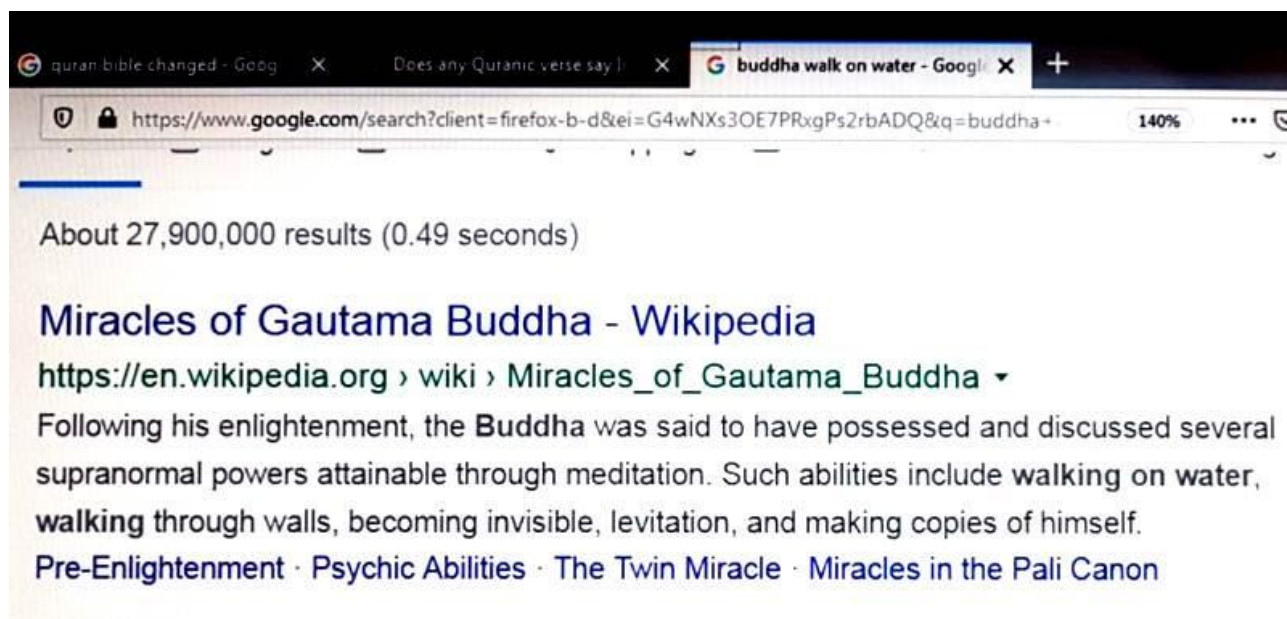 quran bible changed - Goog
Does any Quranic verse say
buddha walk on water - Google
https://www.google.com/search?client=firefox-b-d&ei=G4wNXs3OE7PRxgPs2rbADQ&q=buddha+
140%
About 27,900,000 results (0.49 seconds)
Miracles of Gautama Buddha - Wikipedia
https://en.wikipedia.org › wiki › Miracles_of_Gautama_Buddha
Following his enlightenment, the Buddha was said to have possessed and discussed several
supranormal powers attainable through meditation. Such abilities include walking on water,
walking through walls, becoming invisible, levitation, and making copies of himself.
Pre-Enlightenment · Psychic Abilities · The Twin Miracle · Miracles in the Pali Canon